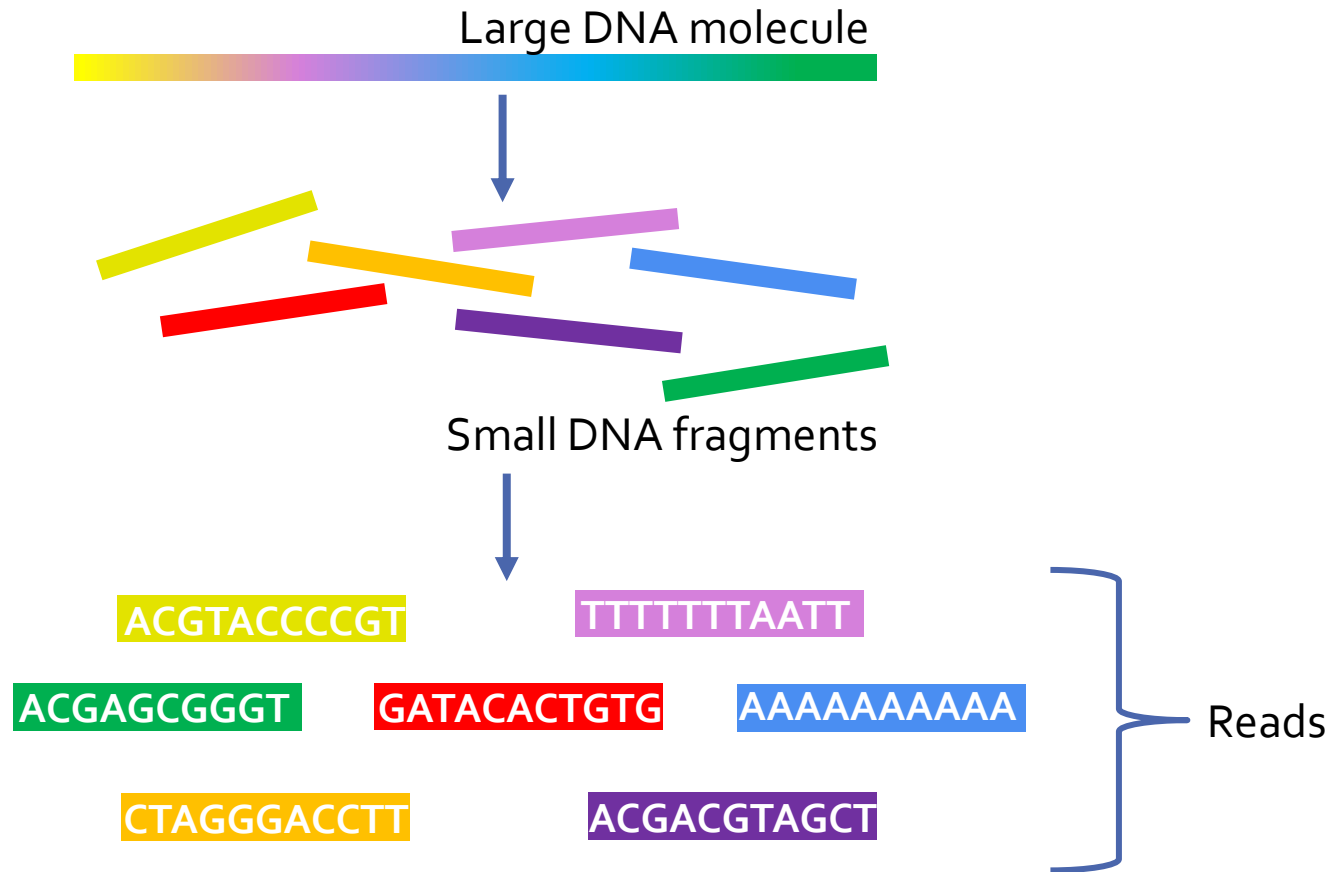 Large DNA molecule
Small DNA fragments
ACGTACCCCGT
TTTTTTTAATT
ACGAGCGGGT
GATACACTGTG
AAAAAAAAAA
Reads
CTAGGGACCTT
ACGACGTAGCT